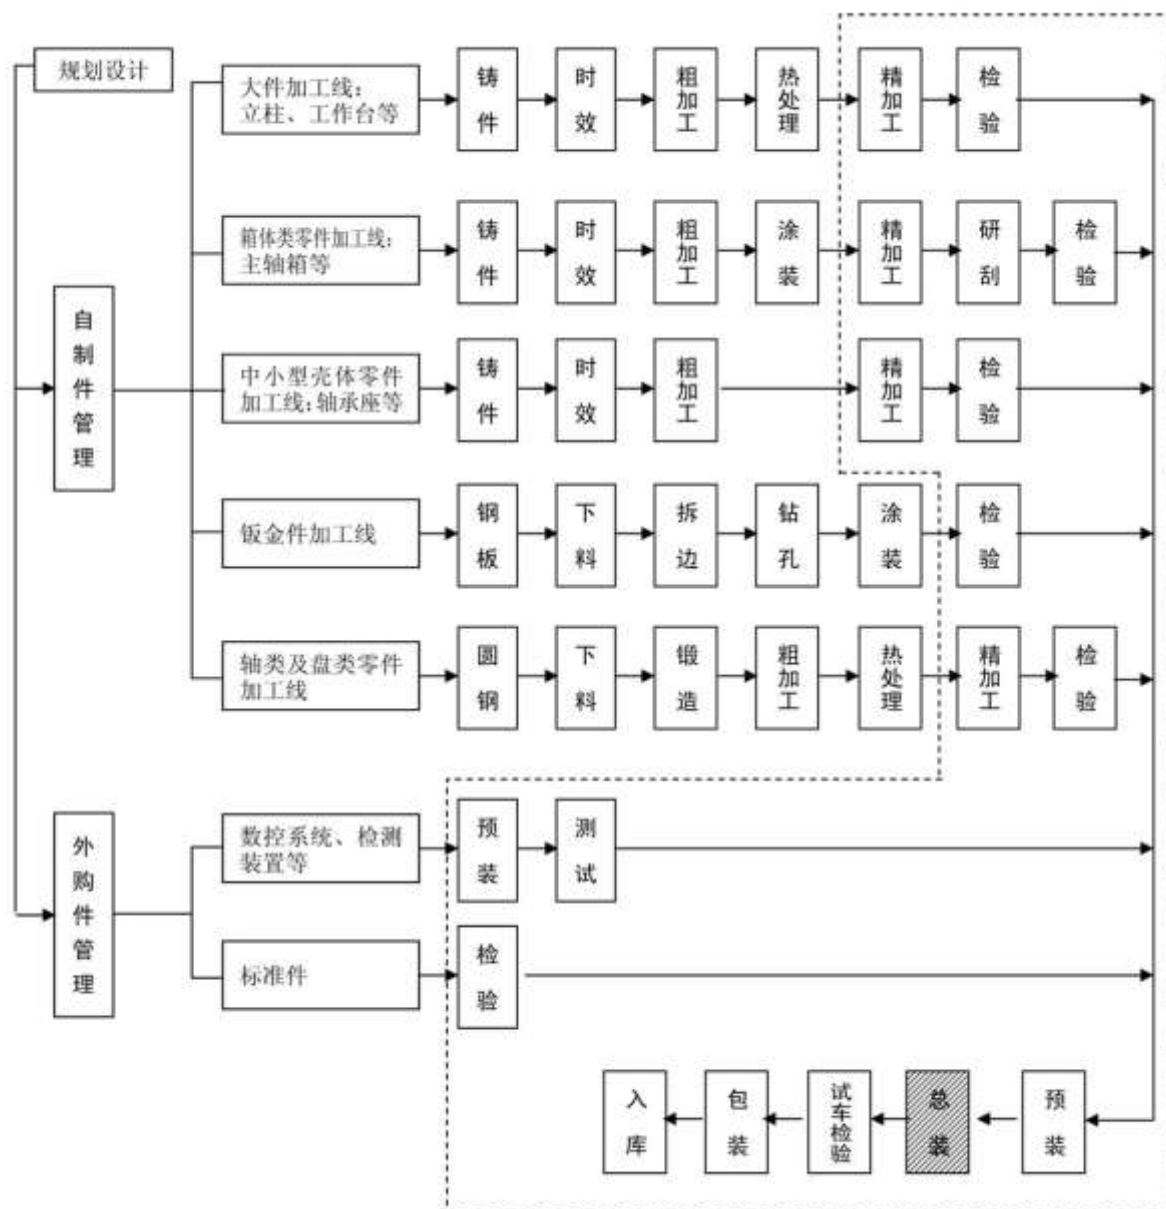 规划设计
大件加工线：
立柱、工作台等
铸件
时效
粗加工
热处理
精加工
检验
箱体类零件加工线：
主轴箱等
铸件
时效
粗加工
涂装
精加工
研刮
检验
自制件管理
中小型壳体零件
加工线：轴承座等
铸件
时效
粗加工
精加工
检验
钣金件加工线
钢板
下料
拆边
钻孔
涂装
检验
轴类及盘类零件
加工线
圆钢
下料
锻造
粗加工
热处理
精加工
检验
外购件管理
数控系统、检测
装置等
预装
测试
标准件
检验
入库
包装
试车检验
总装
预装